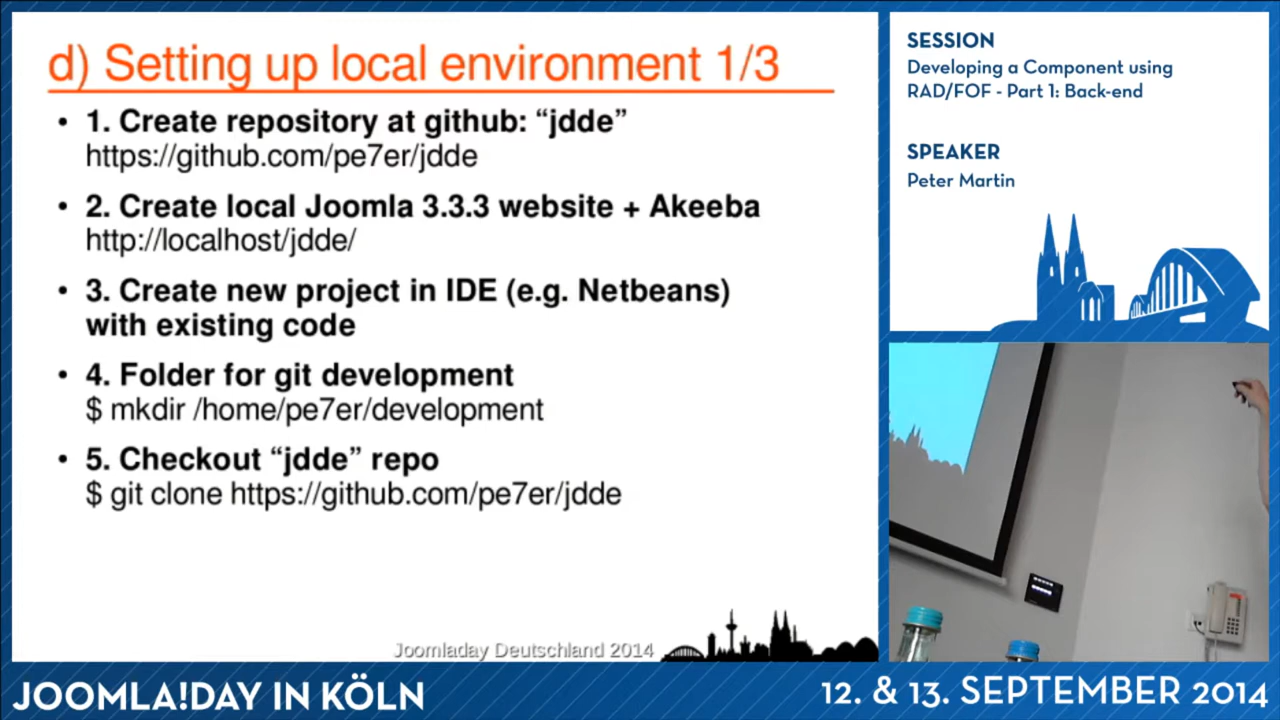 d) Setting up local environment 1/3
• 1. Create repository at github: “jdde”
https://github.com/pe7er/jdde
• 2. Create local Joomla 3.3.3 website + Akeeba
http://localhost/jdde/
• 3. Create new project in IDE (e.g. Netbeans)
with existing code
• 4. Folder for git development
$ mkdir /home/pe7er/development
• 5. Checkout “jdde” repo
$ git clone https://github.com/pe7er/jdde
Joomladay Deutschland 2014
SESSION
Developing a Component using
RAD/FOF - Part 1: Back-end
SPEAKER
Peter Martin
JOOMLA!DAY IN KÖLN
12. & 13. SEPTEMBER 2014